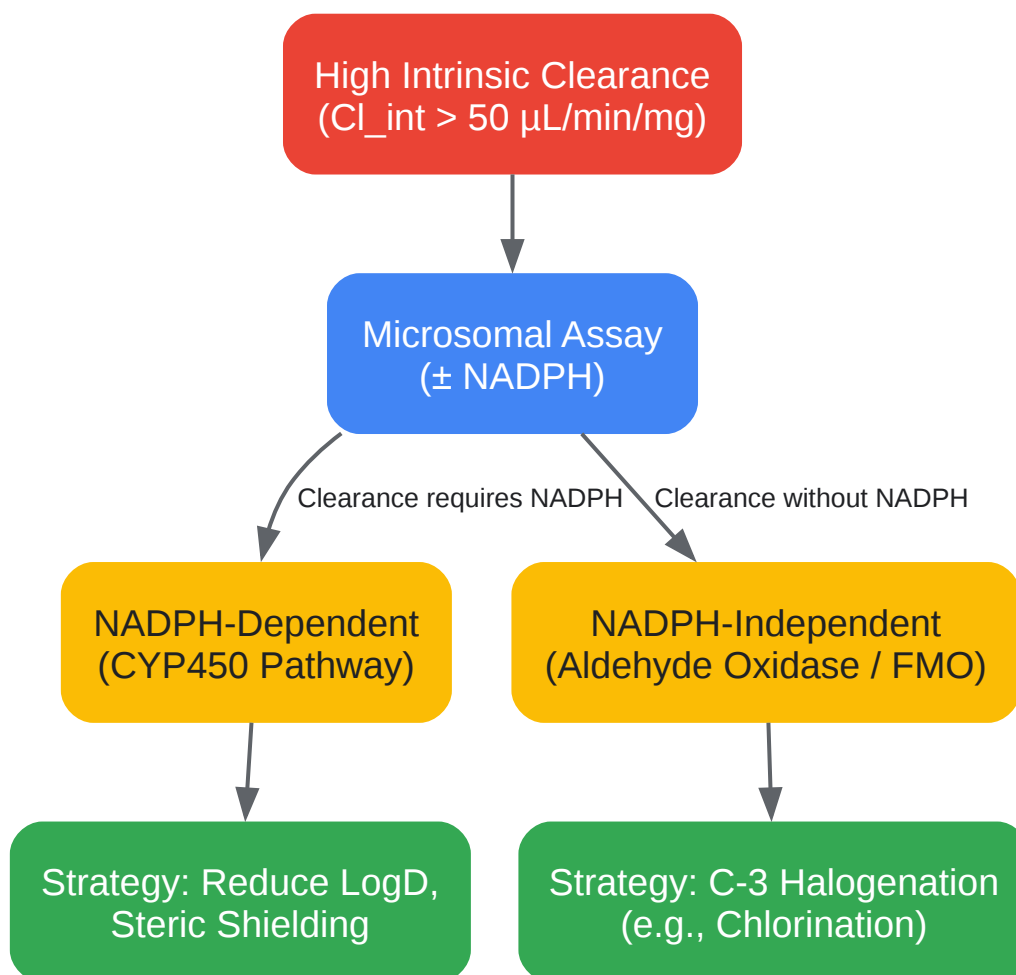 High Intrinsic Clearance
(Cl_int > 50 µL/min/mg)
Microsomal Assay
(± NADPH)
Clearance requires NADPH
Clearance without NADPH
NADPH-Dependent
(CYP450 Pathway)
NADPH-Independent
(Aldehyde Oxidase / FMO)
Strategy: Reduce LogD,
Steric Shielding
Strategy: C-3 Halogenation
(e.g., Chlorination)